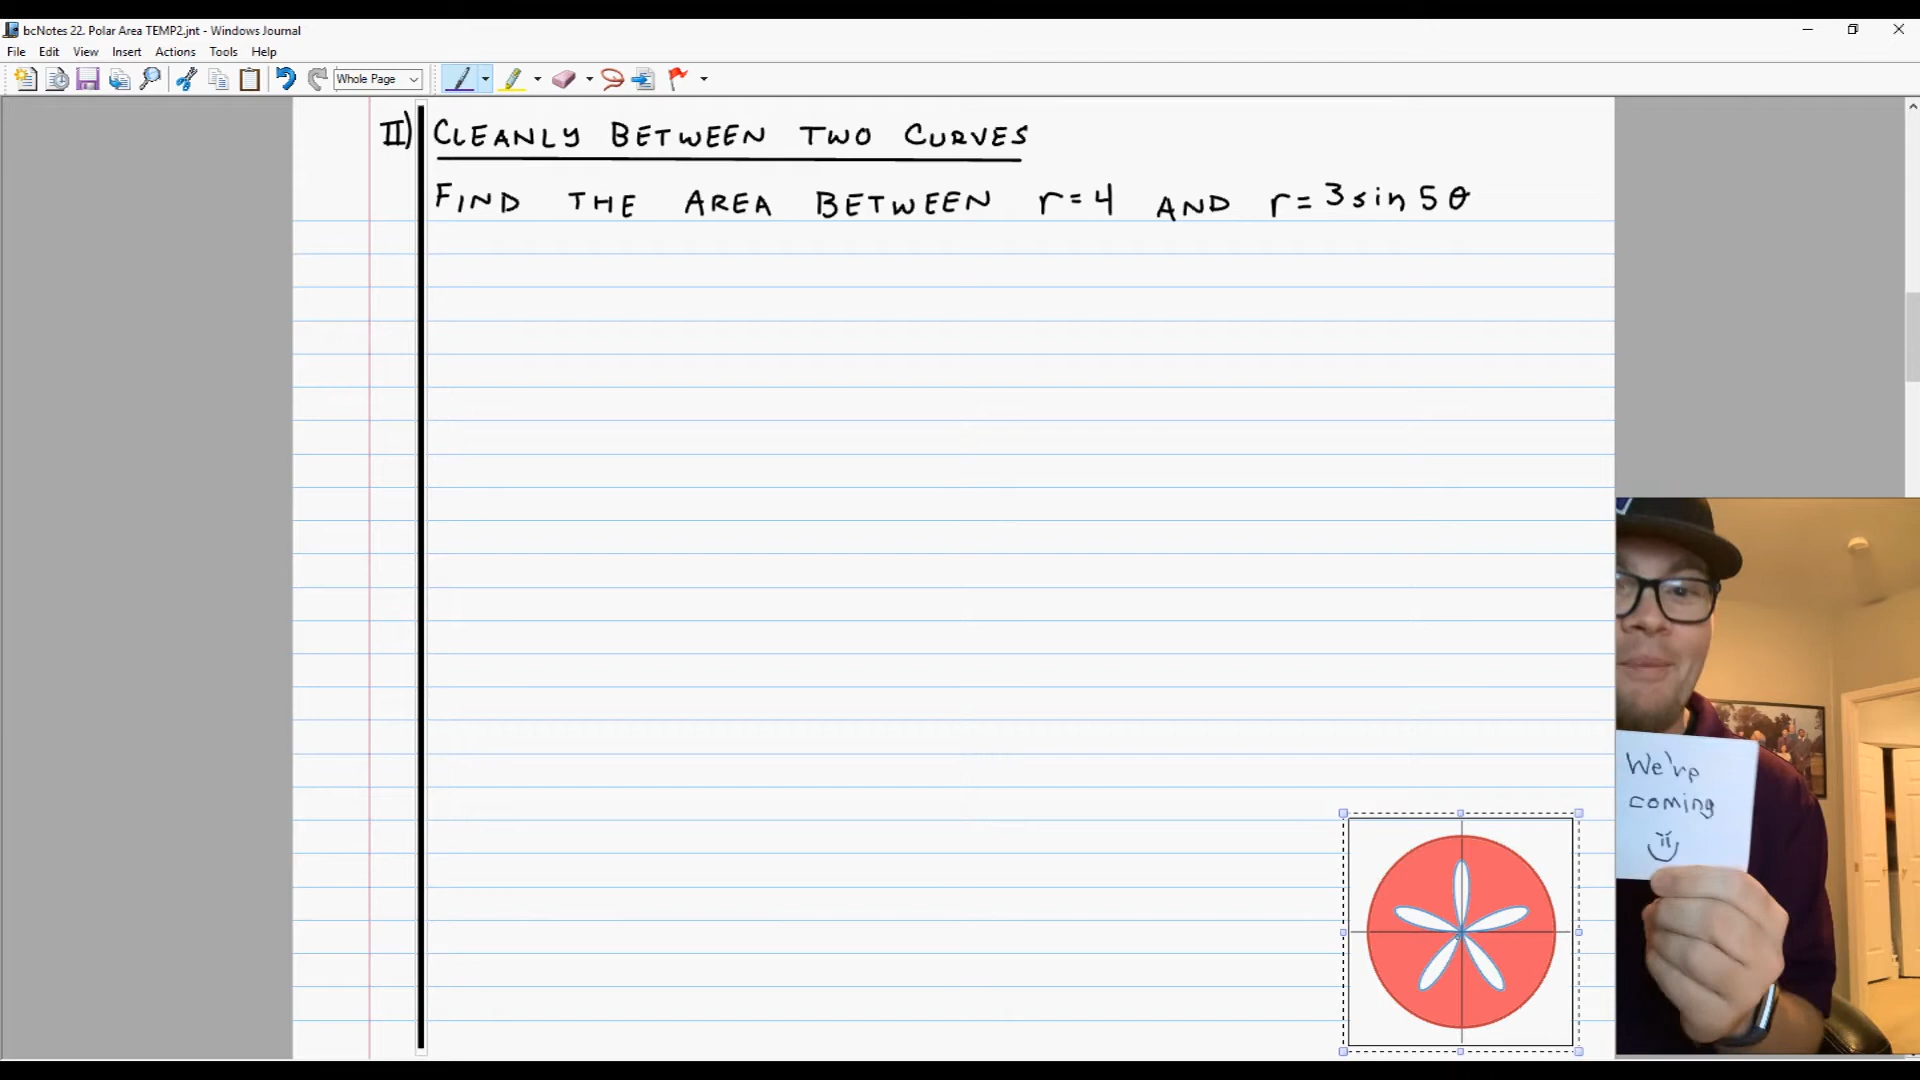 bcNotes 22. Polar Area TEMP2.jnt - Windows Journal
File Edit View Insert Actions Tools Help
Whole Page
II) CLEANLY BETWEEN TWO CURVES
FIND THE AREA BETWEEN r=4 AND r=3sin5θ
We're
coming